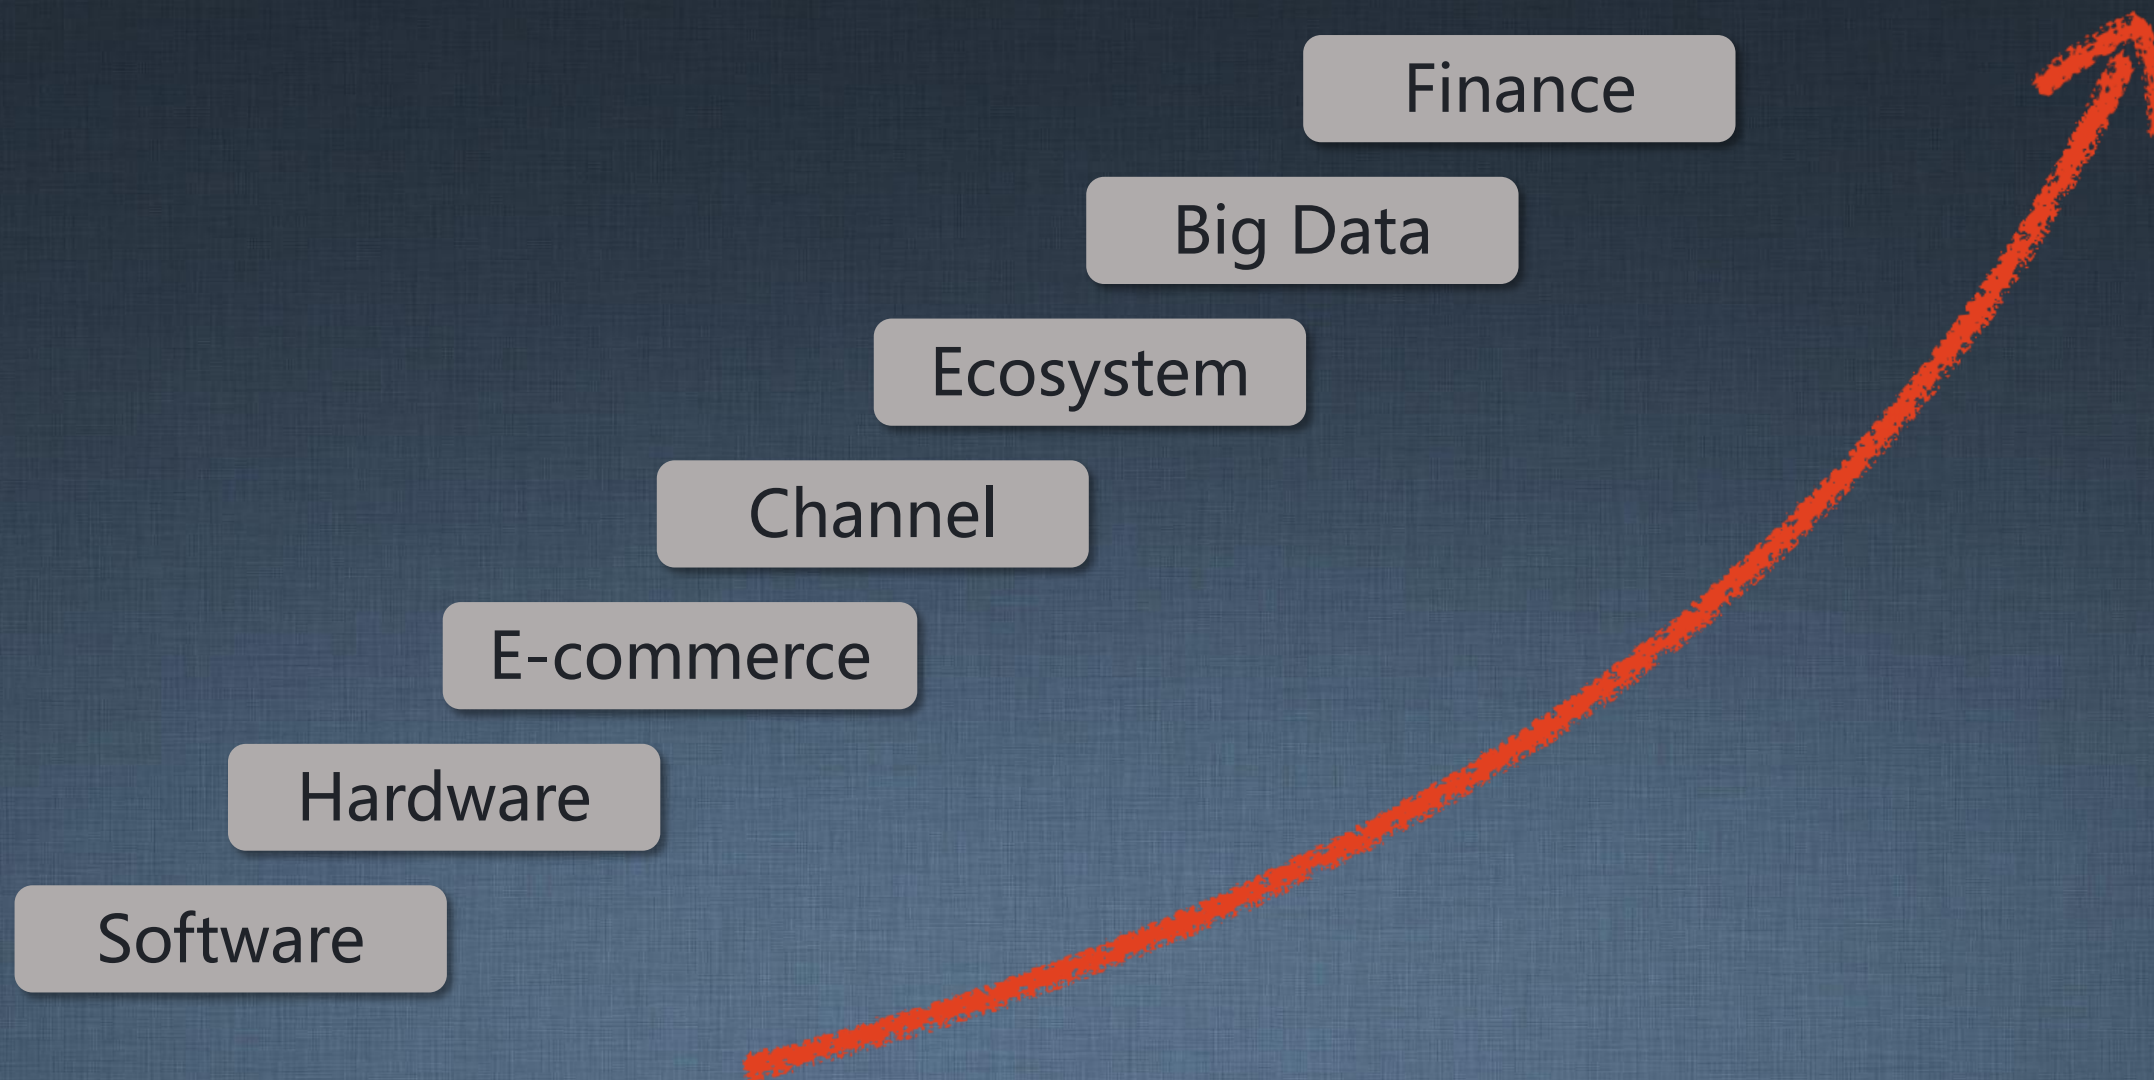 Finance
Big Data
Ecosystem
Channel
E-commerce
Hardware
Software